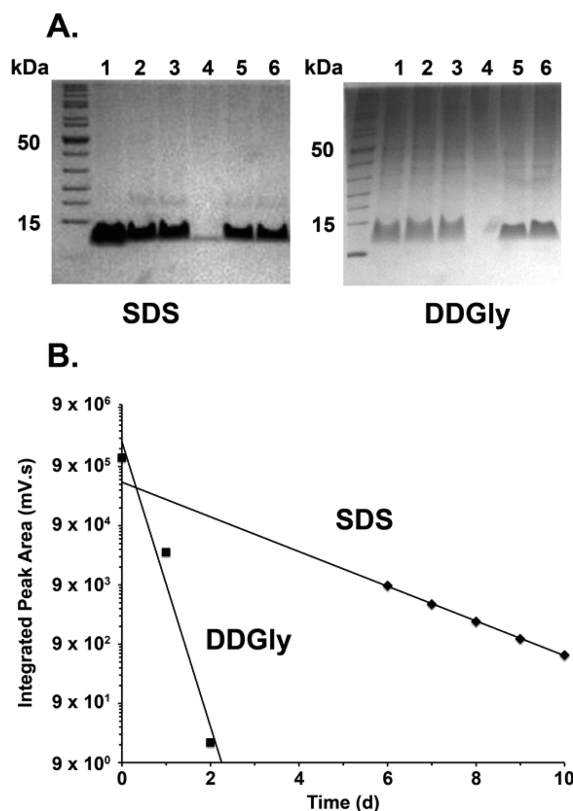 A.
kDa 1 2 3 4 5 6 kDa 1 2 3 4 5 6
50 50
15 15
SDS DDGly
B.
9 x 10⁶
9 x 10⁵
9 x 10⁴
9 x 10³
9 x 10²
9 x 10¹
9 x 10⁰
Integrated Peak Area (mV.s)
SDS
DDGly
0 2 4 6 8 10
Time (d)